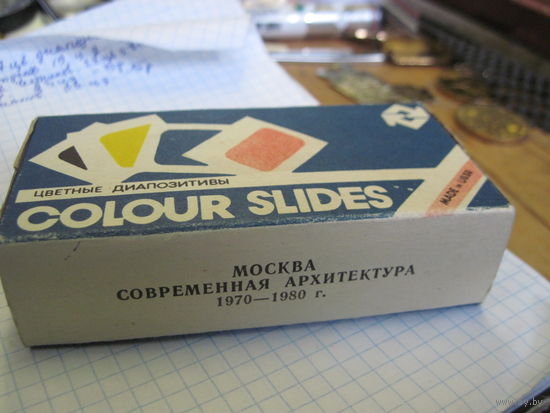 ЦВЕТНЫЕ ДИАПОЗИТИВЫ
COLOUR SLIDES
MADE IN USSR
МОСКВА
СОВРЕМЕННАЯ АРХИТЕКТУРА
1970—1980 г.